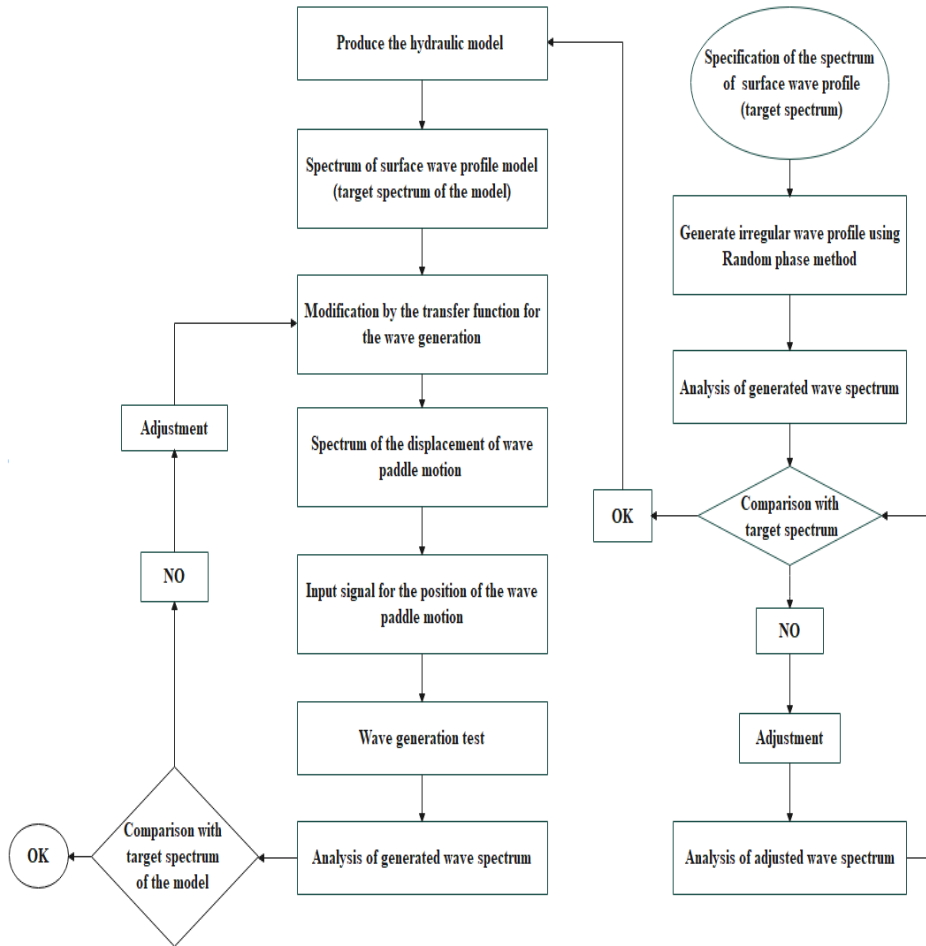 Specification of the spectrum
of surface wave profile
(target spectrum)
Generate irregular wave profile using
Random phase method
Analysis of generated wave spectrum
Comparison with
target spectrum
OK
NO
Adjustment
Analysis of adjusted wave spectrum
Produce the hydraulic model
Spectrum of surface wave profile model
(target spectrum of the model)
Modification by the transfer function for
the wave generation
Spectrum of the displacement of wave
paddle motion
Input signal for the position of the wave
paddle motion
Wave generation test
Analysis of generated wave spectrum
Comparison with
target spectrum
of the model
OK
NO
Adjustment